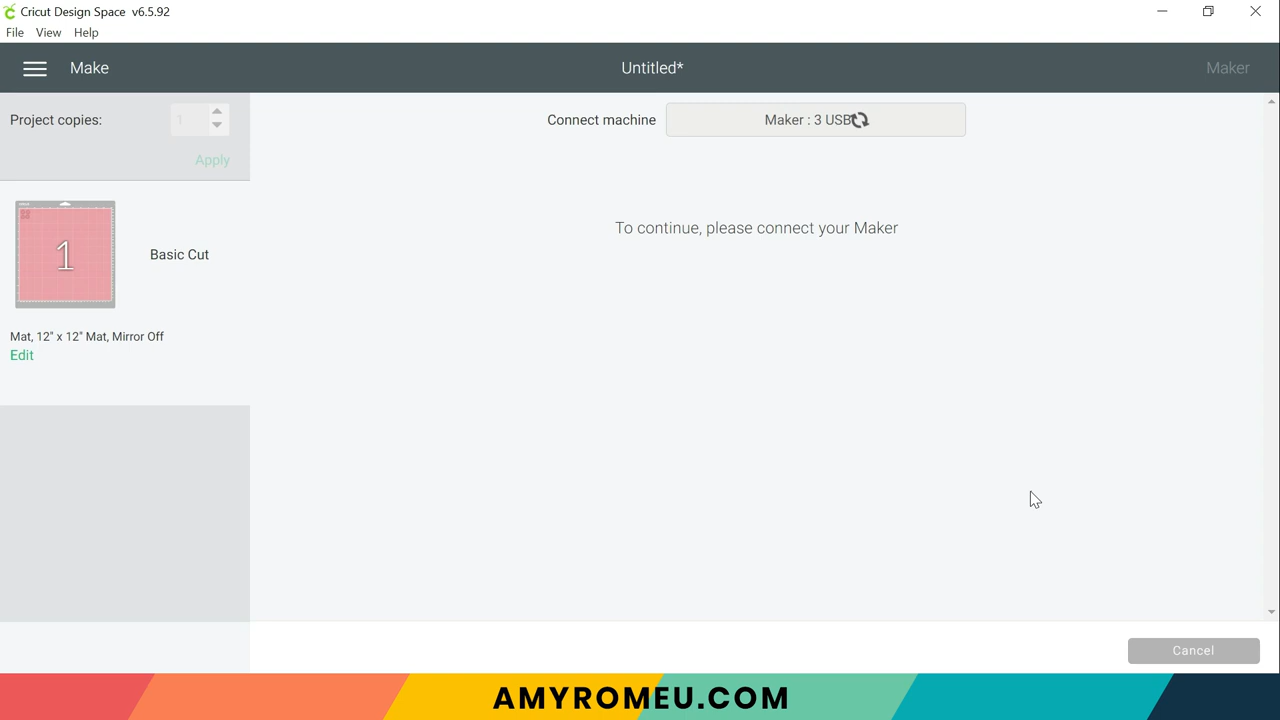 Cricut Design Space v6.5.92
File View Help
Make
Untitled*
Maker
Project copies:
1
Apply
Connect machine
Maker : 3 USB
To continue, please connect your Maker
1
Basic Cut
Mat, 12" x 12" Mat, Mirror Off
Edit
Cancel
AMYROMEU.COM